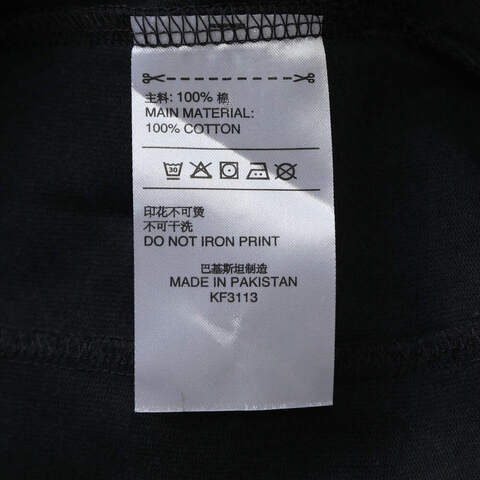 主料: 100% 棉
MAIN MATERIAL:
100% COTTON
30
印花不可烫
不可干洗
DO NOT IRON PRINT
巴基斯坦制造
MADE IN PAKISTAN
KF3113